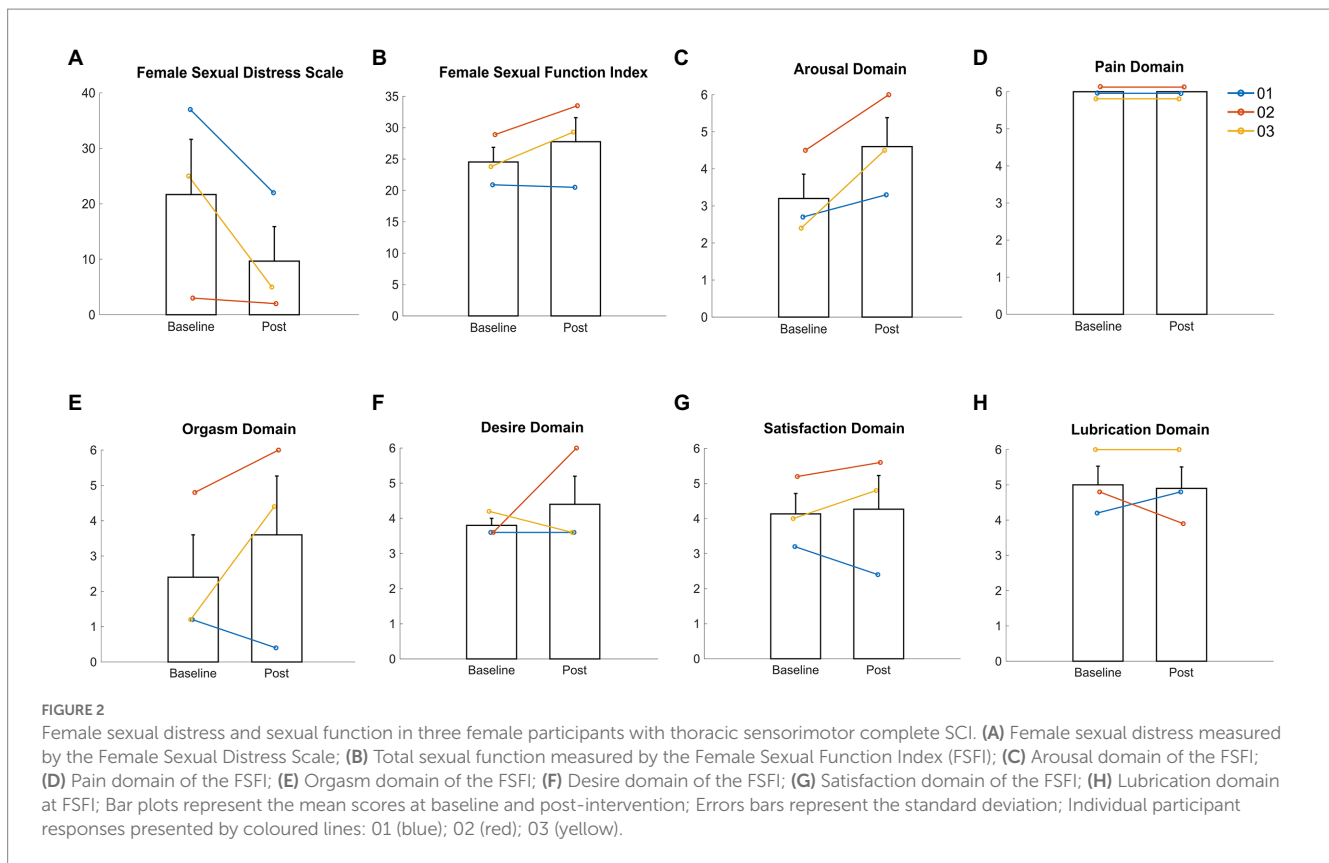 A
Female Sexual Distress Scale
40
30
20
10
0
Baseline Post
B
Female Sexual Function Index
35
30
25
20
15
10
5
0
Baseline Post
C
Arousal Domain
6
5
4
3
2
1
0
Baseline Post
D
Pain Domain
6
5
4
3
2
1
0
Baseline Post
01
02
03
E
Orgasm Domain
6
5
4
3
2
1
0
Baseline Post
F
Desire Domain
6
5
4
3
2
1
0
Baseline Post
G
Satisfaction Domain
6
5
4
3
2
1
0
Baseline Post
H
Lubrication Domain
6
5
4
3
2
1
0
Baseline Post
FIGURE 2
Female sexual distress and sexual function in three female participants with thoracic sensorimotor complete SCI. (A) Female sexual distress measured
by the Female Sexual Distress Scale; (B) Total sexual function measured by the Female Sexual Function Index (FSFI); (C) Arousal domain of the FSFI;
(D) Pain domain of the FSFI; (E) Orgasm domain of the FSFI; (F) Desire domain of the FSFI; (G) Satisfaction domain of the FSFI; (H) Lubrication domain
at FSFI; Bar plots represent the mean scores at baseline and post-intervention; Errors bars represent the standard deviation; Individual participant
responses presented by coloured lines: 01 (blue); 02 (red); 03 (yellow).